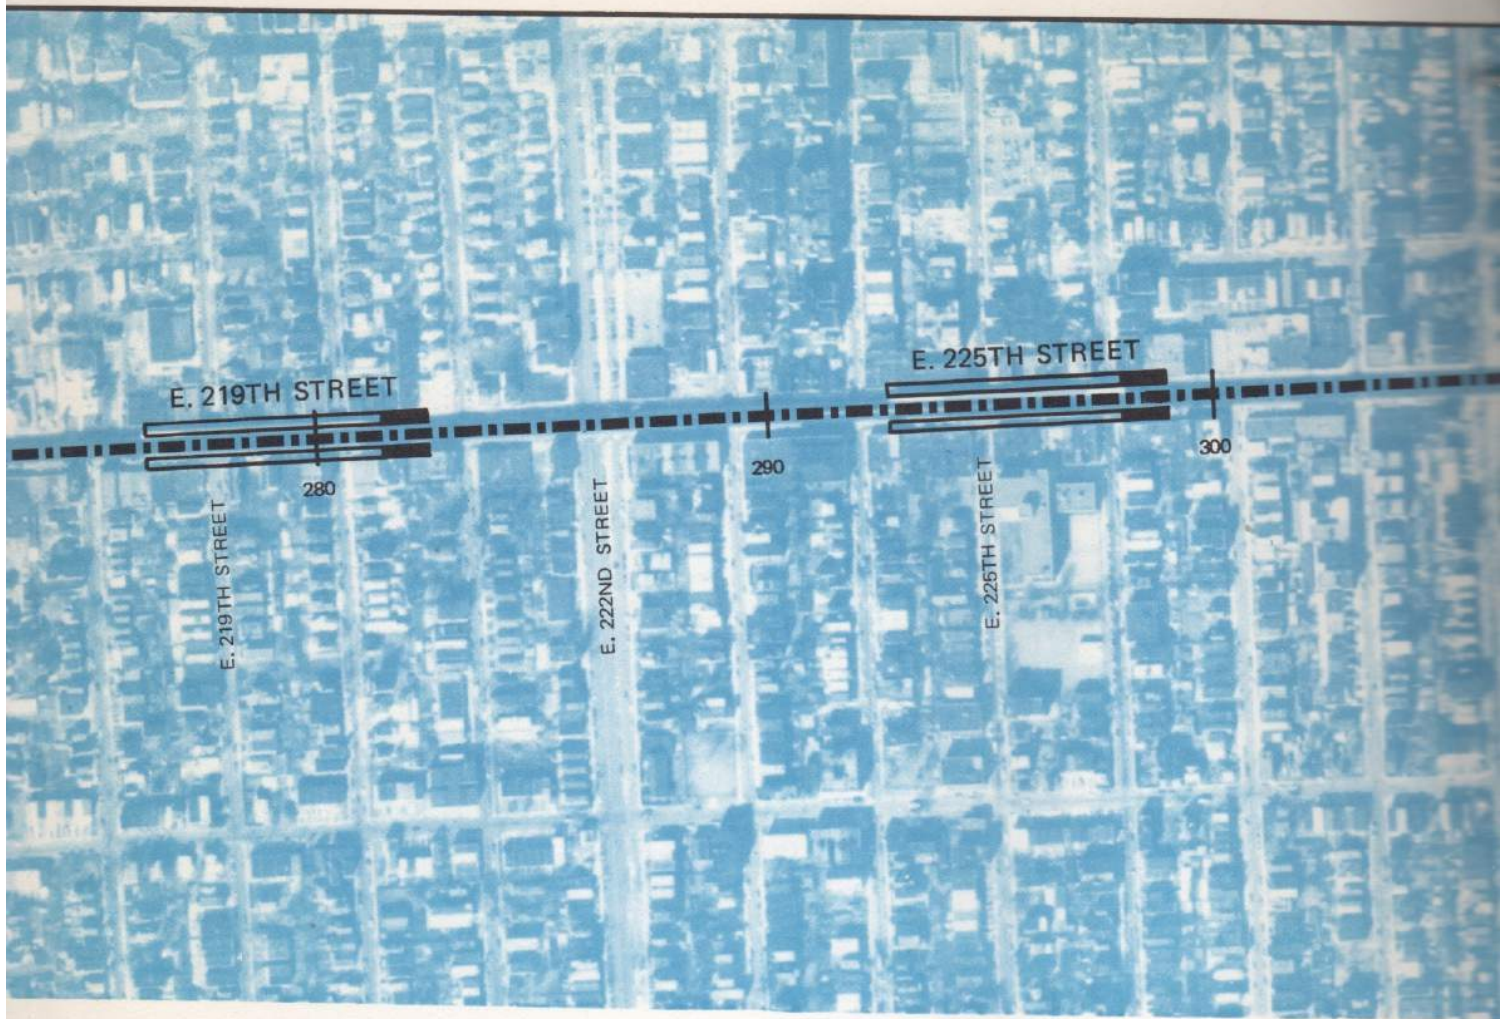 E. 219TH STREET
E. 225TH STREET
280
290
300
E. 219TH STREET
E. 222ND STREET
E. 225TH STREET